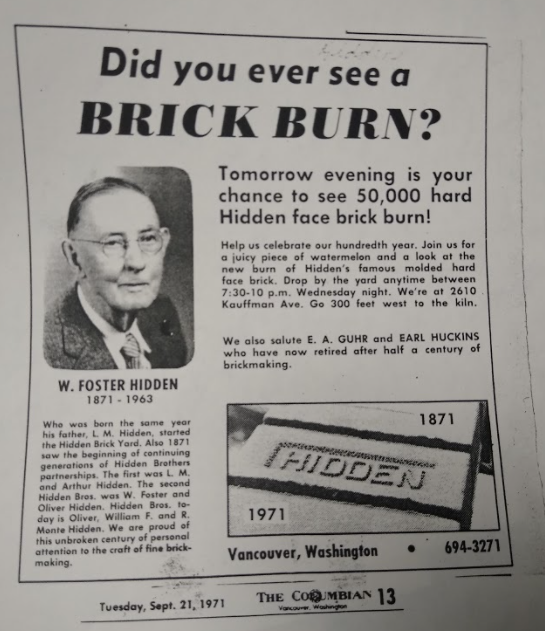 Did you ever see a
BRICK BURN?
Tomorrow evening is your
chance to see 50,000 hard
Hidden face brick burn!
Help us celebrate our hundredth year. Join us for
a juicy piece of watermelon and a look at the
new burn of Hidden's famous molded hard
face brick. Drop by the yard anytime between
7:30-10 p.m. Wednesday night. We're at 2610
Kauffman Ave. Go 300 feet west to the kiln.
We also salute E. A. GUHR and EARL HUCKINS
who have now retired after half a century of
brickmaking.
W. FOSTER HIDDEN
1871 - 1963
Who was born the same year
his father, L. M. Hidden, started
the Hidden Brick Yard. Also 1871
saw the beginning of continuing
generations of Hidden Brothers
partnerships. The first was L. M.
and Arthur Hidden. The second
Hidden Bros. was W. Foster and
Oliver Hidden. Hidden Bros. to-
day is Oliver, William F. and R.
Monte Hidden. We are proud of
this unbroken century of personal
attention to the craft of fine brick-
making.
1871
HIDDEN
1971
Vancouver, Washington • 694-3271
Tuesday, Sept. 21, 1971 THE COLUMBIAN 13
Vancouver, Washington